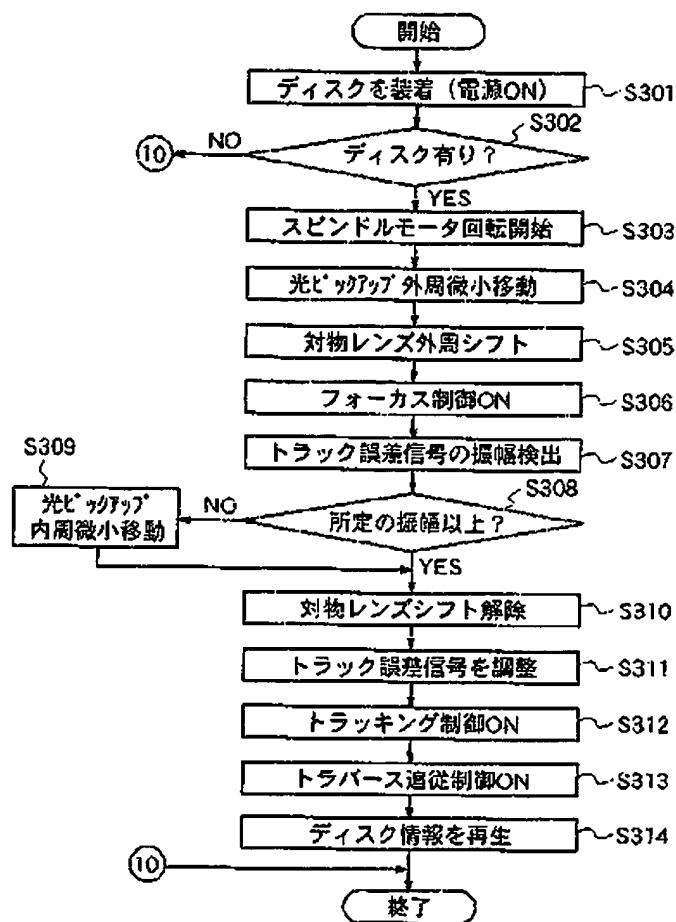 開始
ディスクを装着（電源ON） S301
S302
⑩ NO ディスク有り？
YES
スピンドルモータ回転開始 S303
光ピックアップ外周微小移動 S304
対物レンズ外周シフト S305
フォーカス制御ON S306
トラック誤差信号の振幅検出 S307
S309
S308
光ピックアップ
内周微小移動
NO 所定の振幅以上？
YES
対物レンズシフト解除 S310
トラック誤差信号を調整 S311
トラッキング制御ON S312
トラバース追従制御ON S313
ディスク情報を再生 S314
⑩
終了